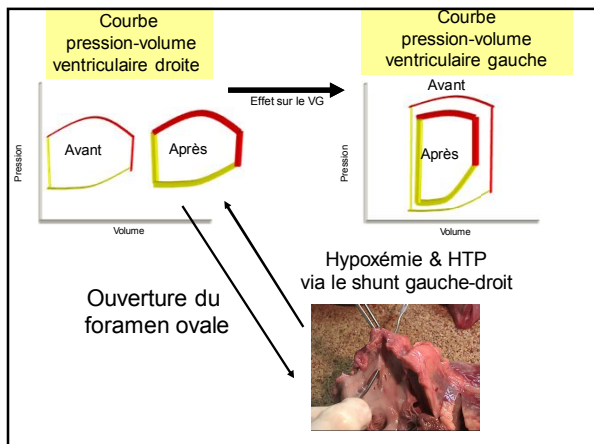 Courbe
pression-volume
ventriculaire droite
Courbe
pression-volume
ventriculaire gauche
Effet sur le VG
Avant
Pression
Avant
Après
Volume
Pression
Après
Volume
Hypoxémie & HTP
via le shunt gauche-droit
Ouverture du
foramen ovale